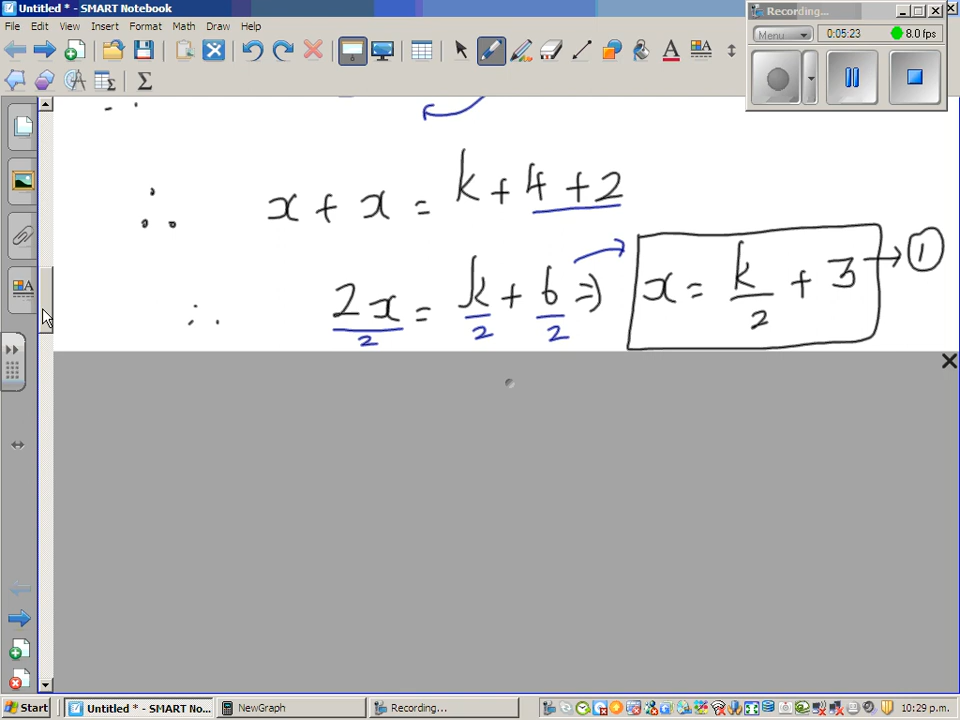 Untitled * - SMART Notebook
Recording...
File Edit View Insert Format Math Draw Help
Menu 0:05:23 8.0 fps
∴ x + x = k + 4 + 2
∴ 2x/2 = k/2 + 6/2 ⇒ x = k/2 + 3 → ①
Start Untitled * - SMART No... NewGraph Recording... 10:29 p.m.